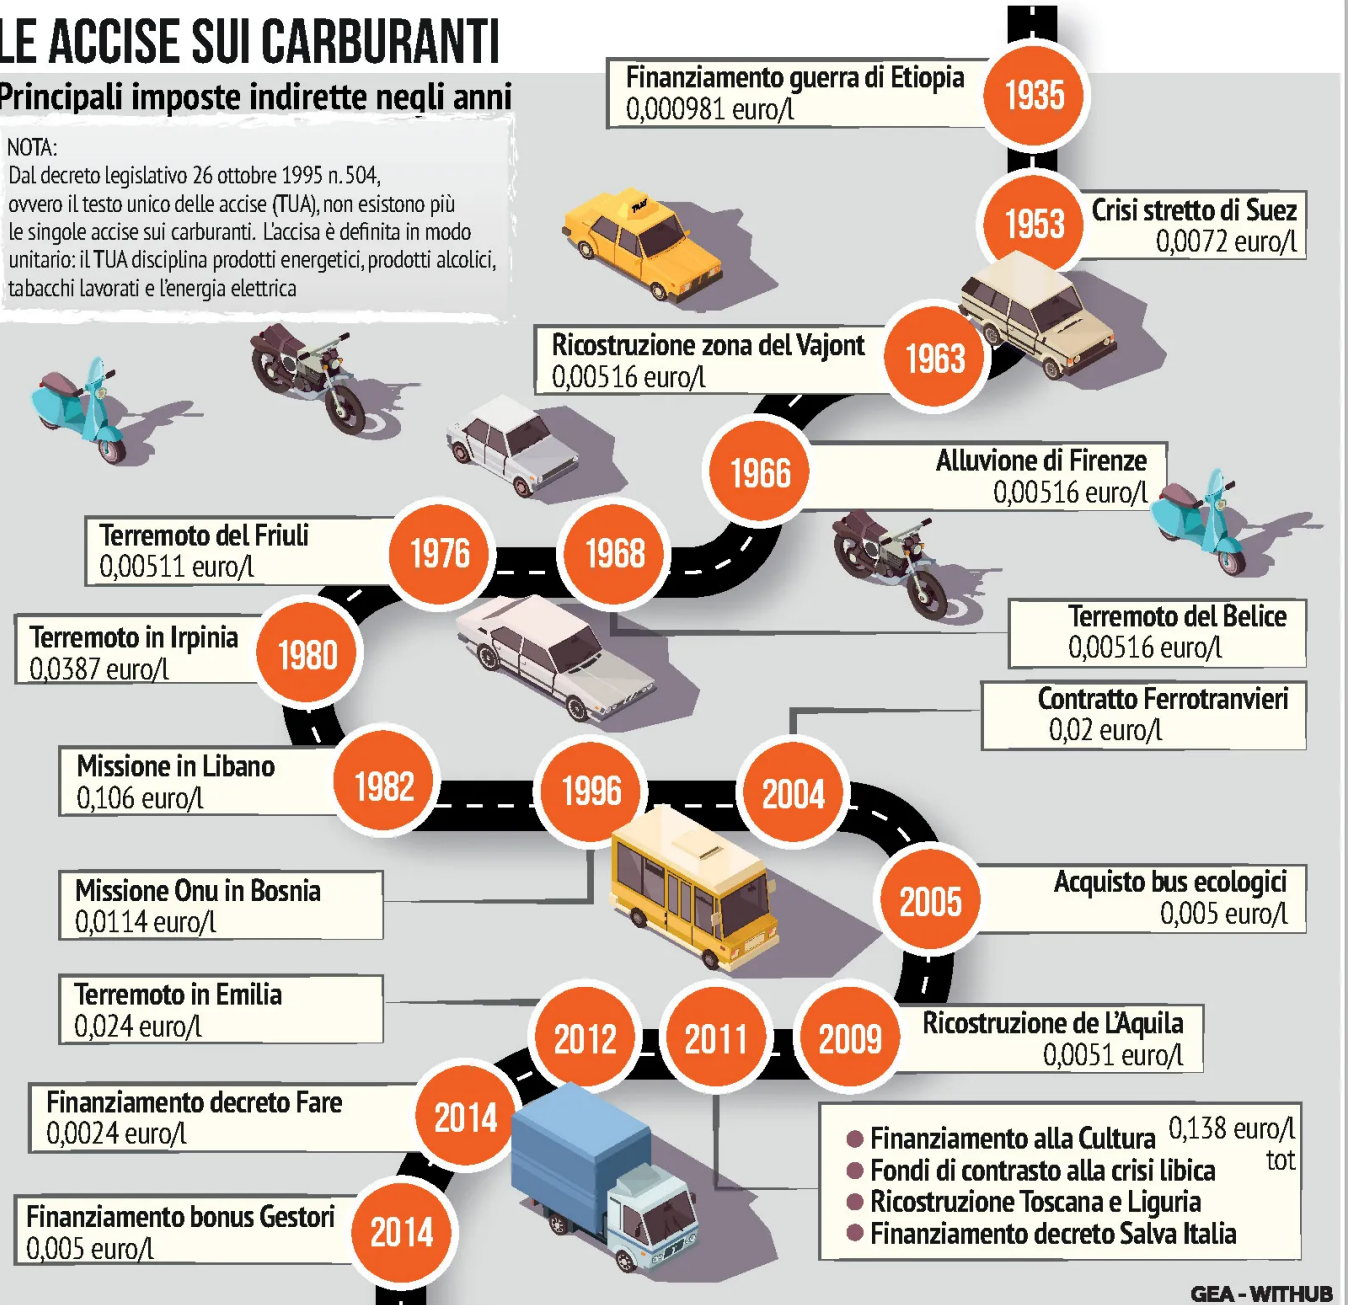 LE ACCISE SUI CARBURANTI
Principali imposte indirette negli anni
NOTA:
Dal decreto legislativo 26 ottobre 1995 n.504,
ovvero il testo unico delle accise (TUA), non esistono più
le singole accise sui carburanti. L'accisa è definita in modo
unitario: il TUA disciplina prodotti energetici, prodotti alcolici,
tabacchi lavorati e l'energia elettrica
Finanziamento guerra di Etiopia
0,000981 euro/l
1935
1953
Crisi stretto di Suez
0,0072 euro/l
TAXI
Ricostruzione zona del Vajont
0,00516 euro/l
1963
1966
Alluvione di Firenze
0,00516 euro/l
Terremoto del Friuli
0,00511 euro/l
1976
1968
Terremoto del Belice
0,00516 euro/l
Terremoto in Irpinia
0,0387 euro/l
1980
Contratto Ferrotranvieri
0,02 euro/l
Missione in Libano
0,106 euro/l
1982
1996
2004
Missione Onu in Bosnia
0,0114 euro/l
2005
Acquisto bus ecologici
0,005 euro/l
Terremoto in Emilia
0,024 euro/l
2012
2011
2009
Ricostruzione de L'Aquila
0,0051 euro/l
Finanziamento decreto Fare
0,0024 euro/l
2014
Finanziamento alla Cultura 0,138 euro/l
Fondi di contrasto alla crisi libica tot
Ricostruzione Toscana e Liguria
Finanziamento decreto Salva Italia
Finanziamento bonus Gestori
0,005 euro/l
2014
GEA - WITHUB